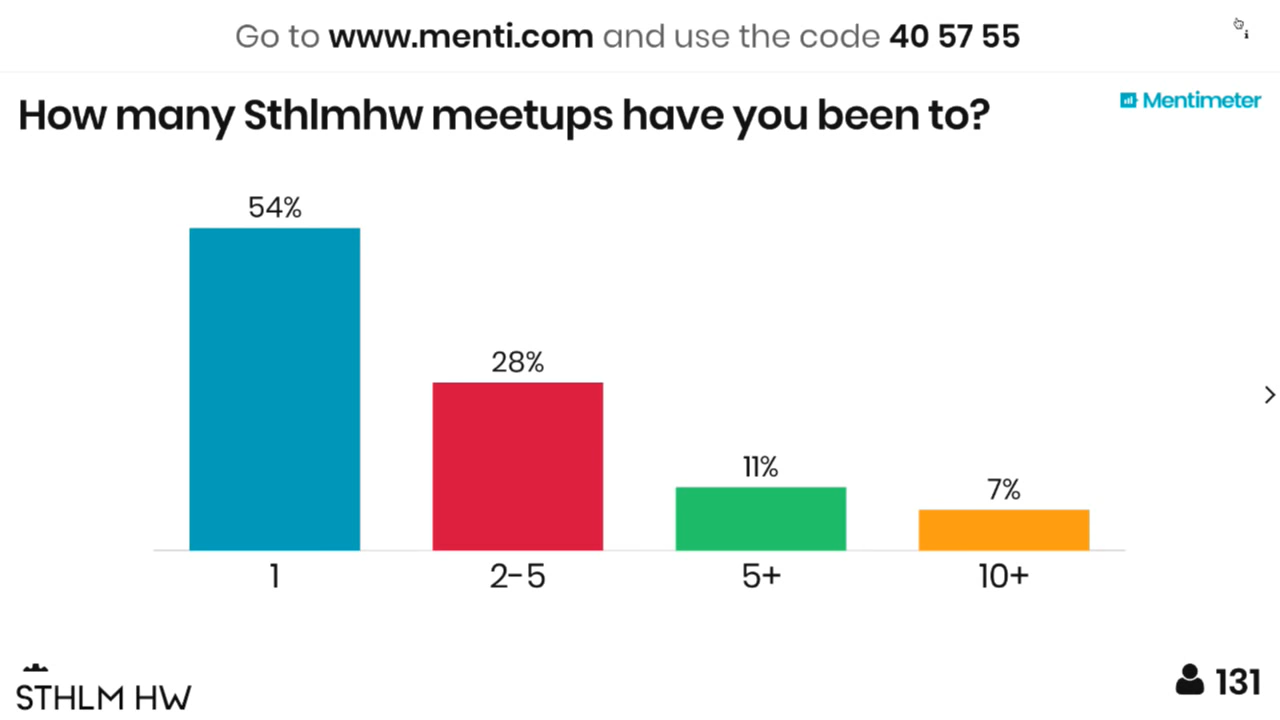 Go to www.menti.com and use the code 40 57 55
How many Sthlmhw meetups have you been to?
Mentimeter
54%
28%
11%
7%
1
2-5
5+
10+
STHLM HW
131